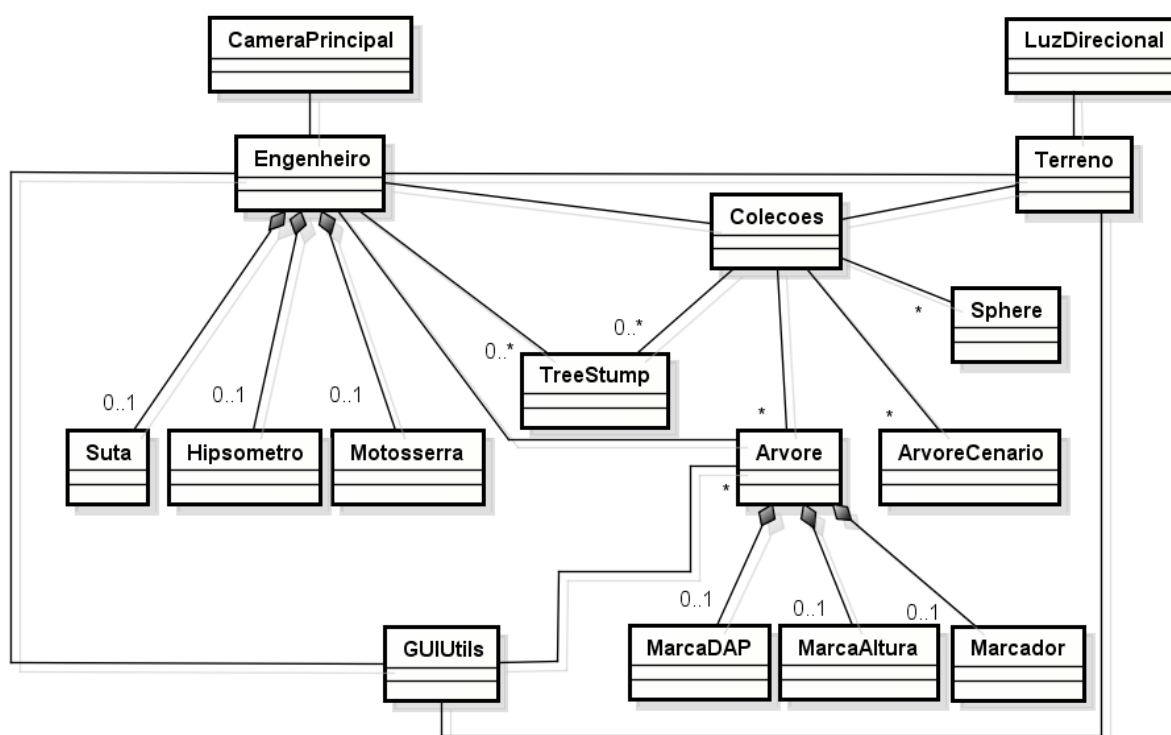 CameraPrincipal
LuzDirecional
Engenheiro
Terreno
Colecoes
Sphere
*
0..*
0..*
TreeStump
0..1
0..1
0..1
*
*
Suta
Hipsometro
Motosserra
Arvore
ArvoreCenario
*
0..1
0..1
0..1
GUIUtils
MarcaDAP
MarcaAltura
Marcador